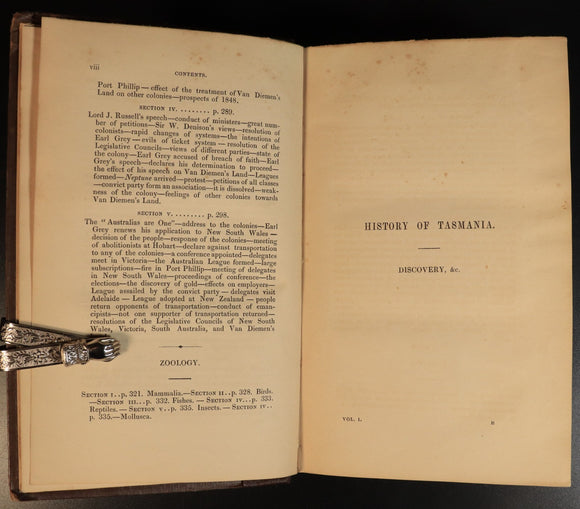 viii
CONTENTS.
Port Phillip—effect of the treatment of Van Diemen's
Land on other colonies—prospects of 1848.
SECTION IV. ........ p. 289.
Lord J. Russell's speech—conduct of ministers—great num-
ber of petitions—Sir W. Denison's views—resolution of
colonists—rapid changes of systems—the intentions of
Earl Grey—evils of ticket system—resolution of the
Legislative Councils—views of different parties—state of
the colony—Earl Grey accused of breach of faith—Earl
Grey's speech—declares his determination to proceed—
the effect of his speech on Van Diemen's Land—Leagues
formed—Neptune arrived—protest—petitions of all classes
—convict party form an association—it is dissolved—weak-
ness of the colony—feelings of other colonies towards
Van Diemen's Land.
SECTION V. ........ p. 298.
The "Australias are One"—address to the colonies—Earl
Grey renews his application to New South Wales—
decision of the people—response of the colonies—meeting
of abolitionists at Hobart—declare against transportation
to any of the colonies—a conference appointed—delegates
meet in Victoria—the Australian League formed—large
subscriptions—fire in Port Phillip—meeting of delegates
in New South Wales—proceedings of conference—the
elections—the discovery of gold—effects on employers—
League assailed by the convict party—delegates visit
Adelaide—League adopted at New Zealand—people
return opponents of transportation—conduct of emanci-
pists—not one supporter of transportation returned—
resolutions of the Legislative Councils of New South
Wales, Victoria, South Australia, and Van Diemen's
ZOOLOGY.
SECTION I..p. 321. Mammalia.—SECTION II..p. 328. Birds.
—SECTION III...p. 332. Fishes.—SECTION IV..p. 333.
Reptiles.—SECTION V..p. 335. Insects.—SECTION IV..
p. 335.—Mollusca.
HISTORY OF TASMANIA.
DISCOVERY, &c.
VOL. I. B